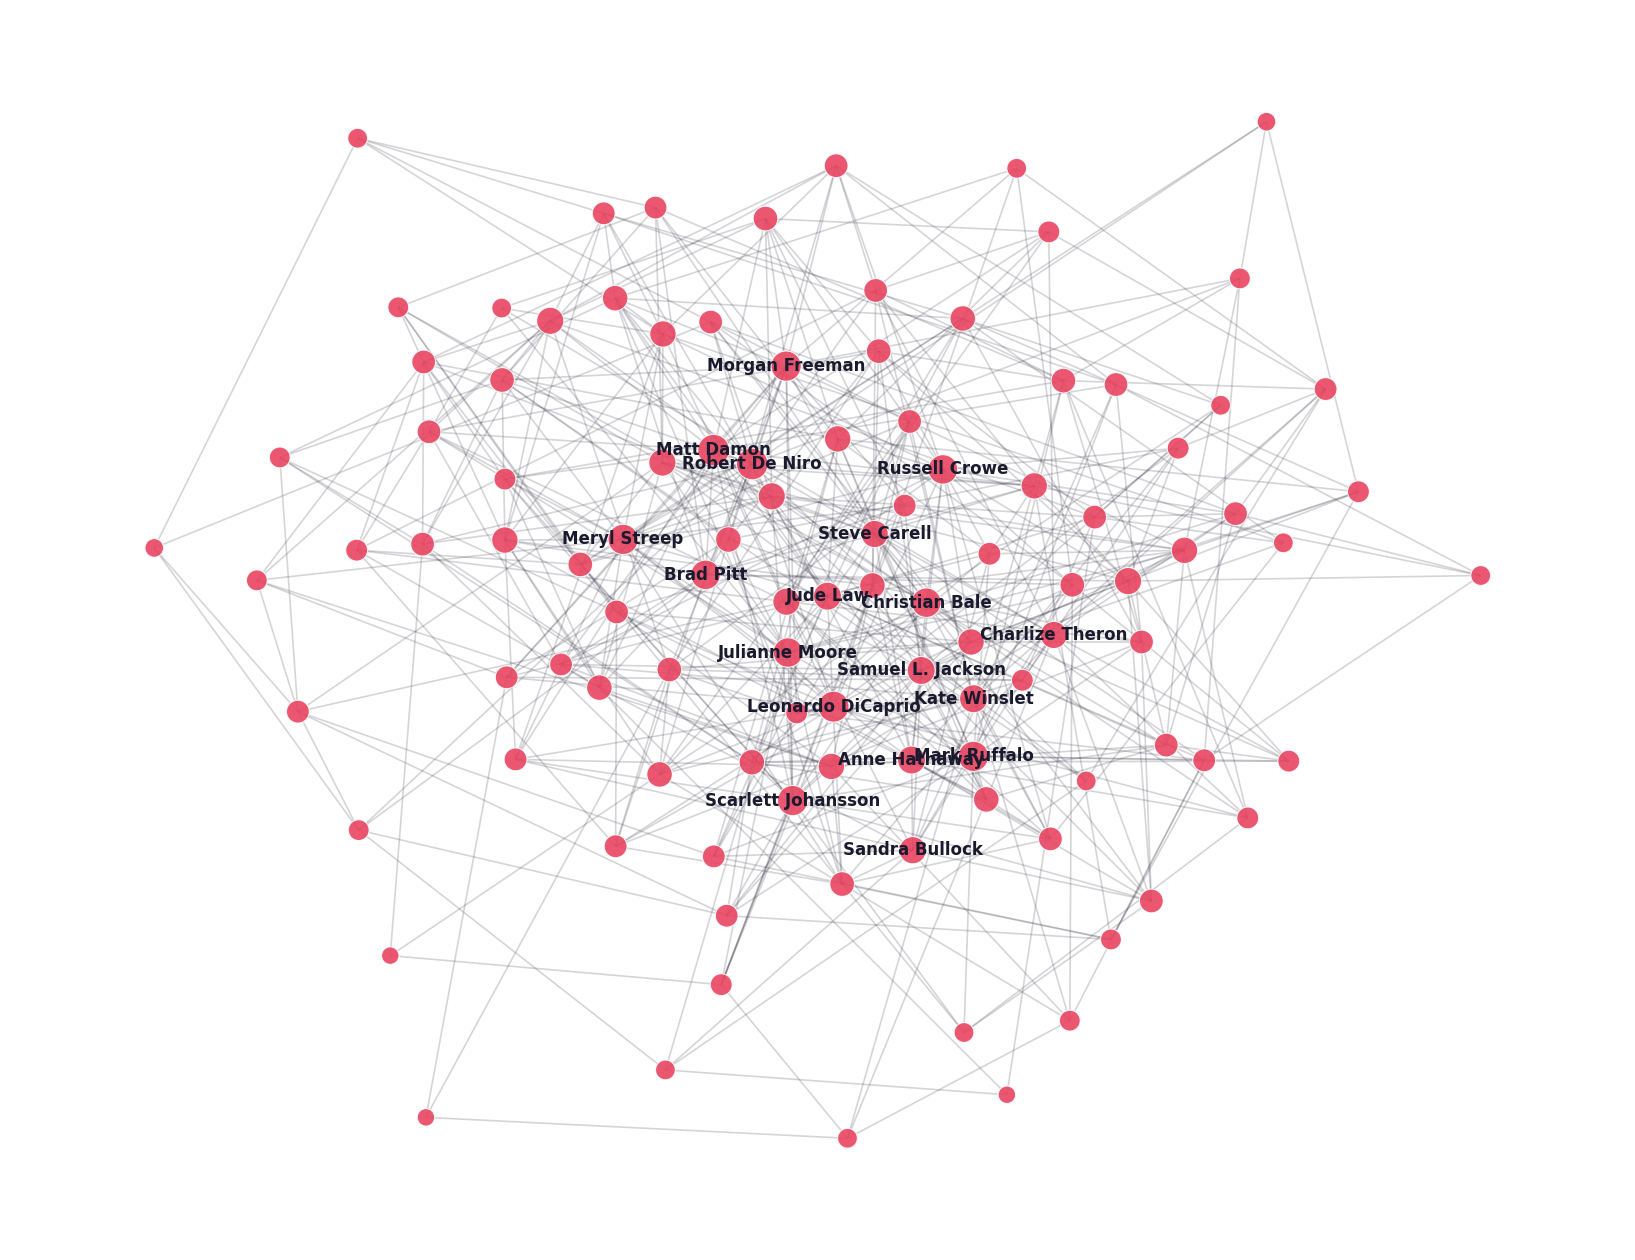 Morgan Freeman
Matt Damon
Robert De Niro
Russell Crowe
Steve Carell
Meryl Streep
Brad Pitt
Jude Law
Christian Bale
Charlize Theron
Julianne Moore
Samuel L. Jackson
Kate Winslet
Leonardo DiCaprio
Mark Ruffalo
Anne Hathaway
Scarlett Johansson
Sandra Bullock